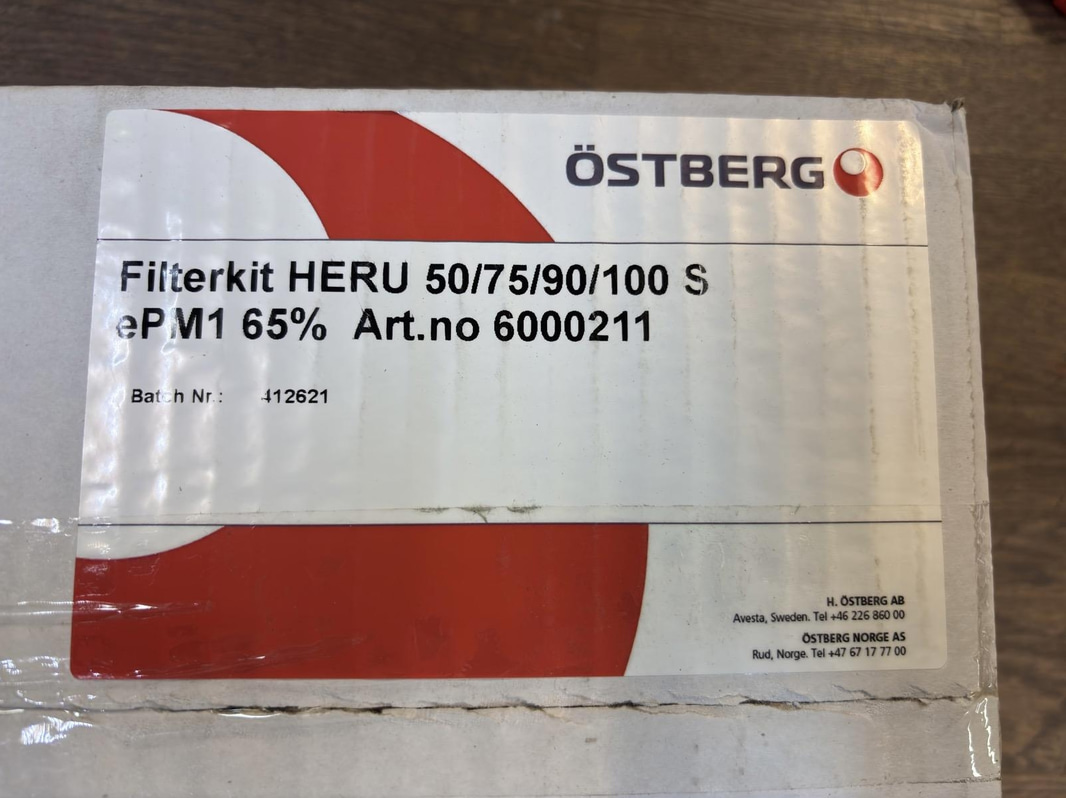 ÖSTBERG
Filterkit HERU 50/75/90/100 S
ePM1 65% Art.no 6000211
Batch Nr.: 412621
H. ÖSTBERG AB
Avesta, Sweden. Tel +46 226 860 00
ÖSTBERG NORGE AS
Rud, Norge. Tel +47 67 17 77 00